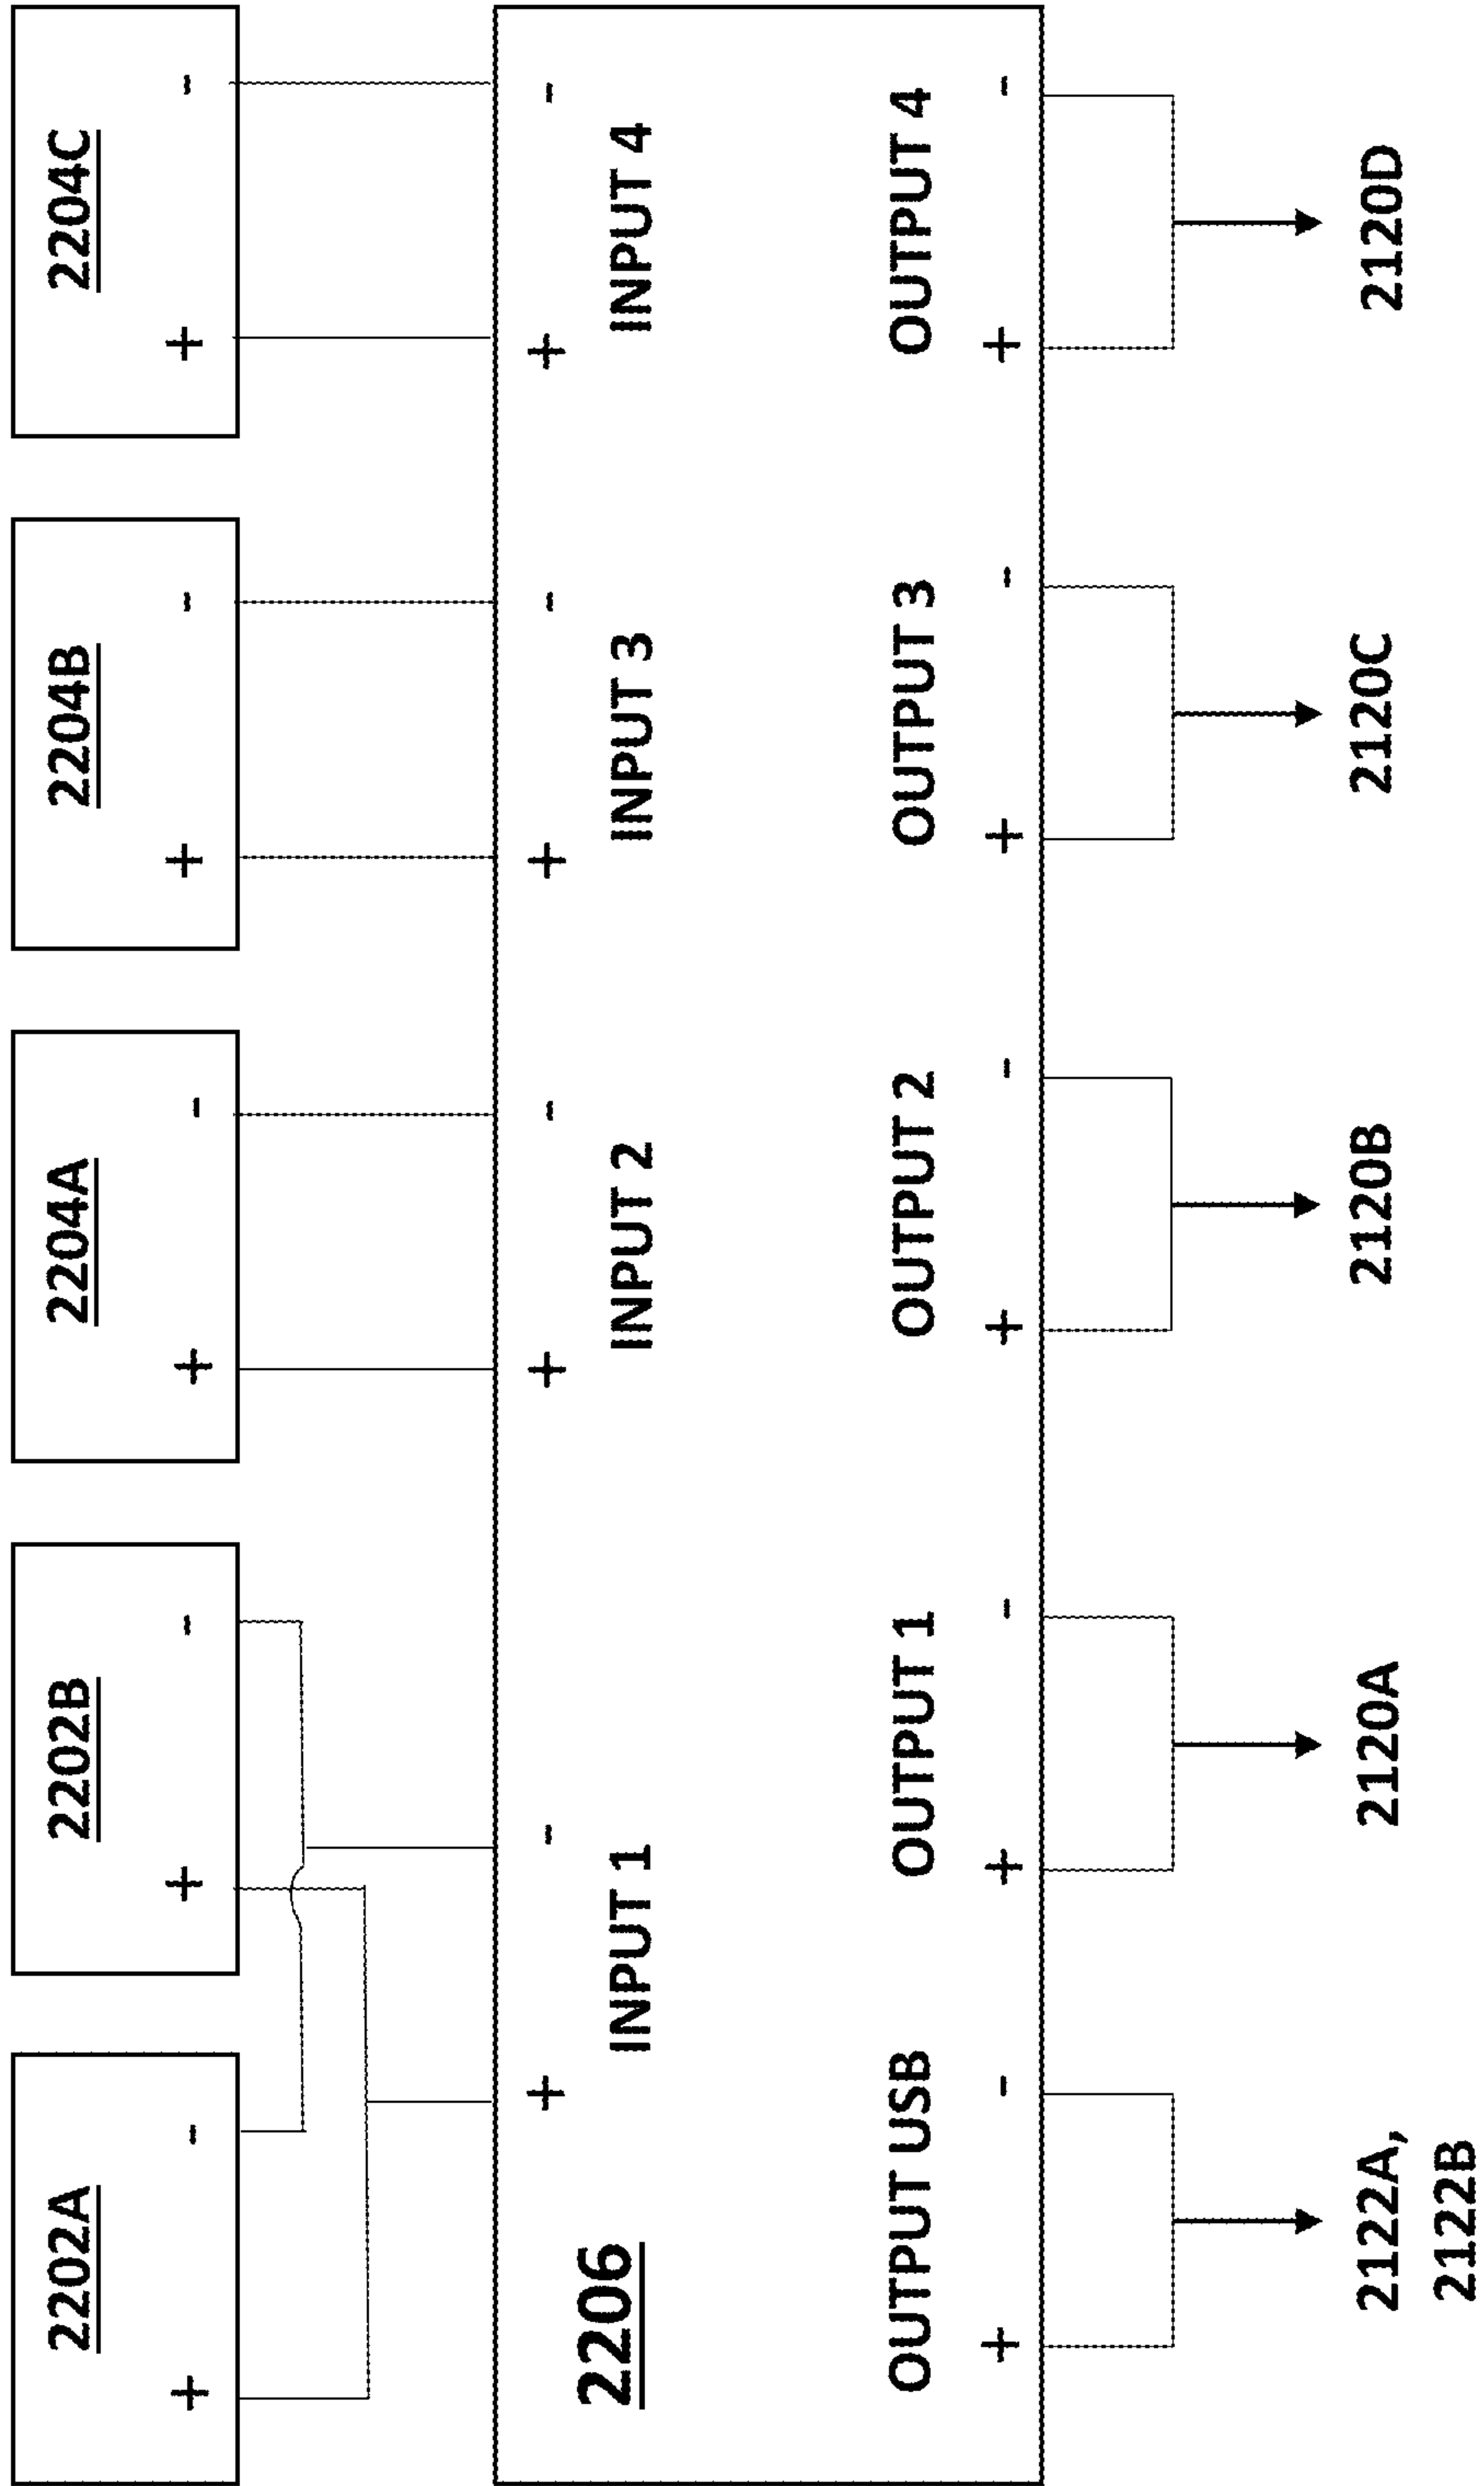 2202A 2202B 2204A 2204B 2204C
+ - + - + - + - + -
+ - + - + - + -
INPUT 1 INPUT 2 INPUT 3 INPUT 4
2206
OUTPUT USB OUTPUT 1 OUTPUT 2 OUTPUT 3 OUTPUT 4
+ - + - + - + - + -
2122A, 2120A 2120B 2120C 2120D
2122B